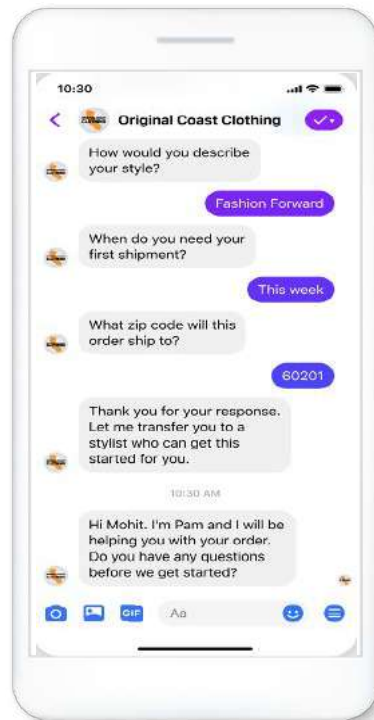 10:30
Original Coast Clothing
How would you describe
your style?
Fashion Forward
When do you need your
first shipment?
This week
What zip code will this
order ship to?
60201
Thank you for your response.
Let me transfer you to a
stylist who can get this
started for you.
10:30 AM
Hi Mohit. I'm Pam and I will be
helping you with your order.
Do you have any questions
before we get started?
GIF
Aa